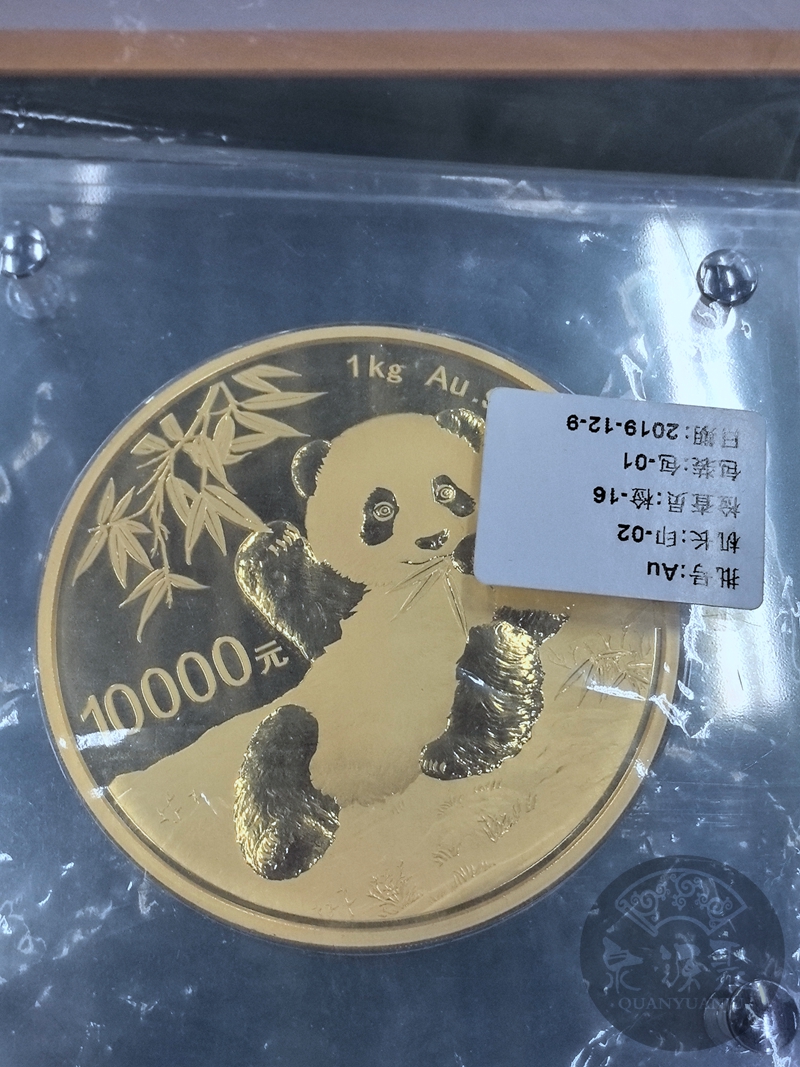 1kg Au
10000元
批号:Au
机长:印-02
检查员:检-16
包装:包-01
日期:2019-12-9
QUANYUAN